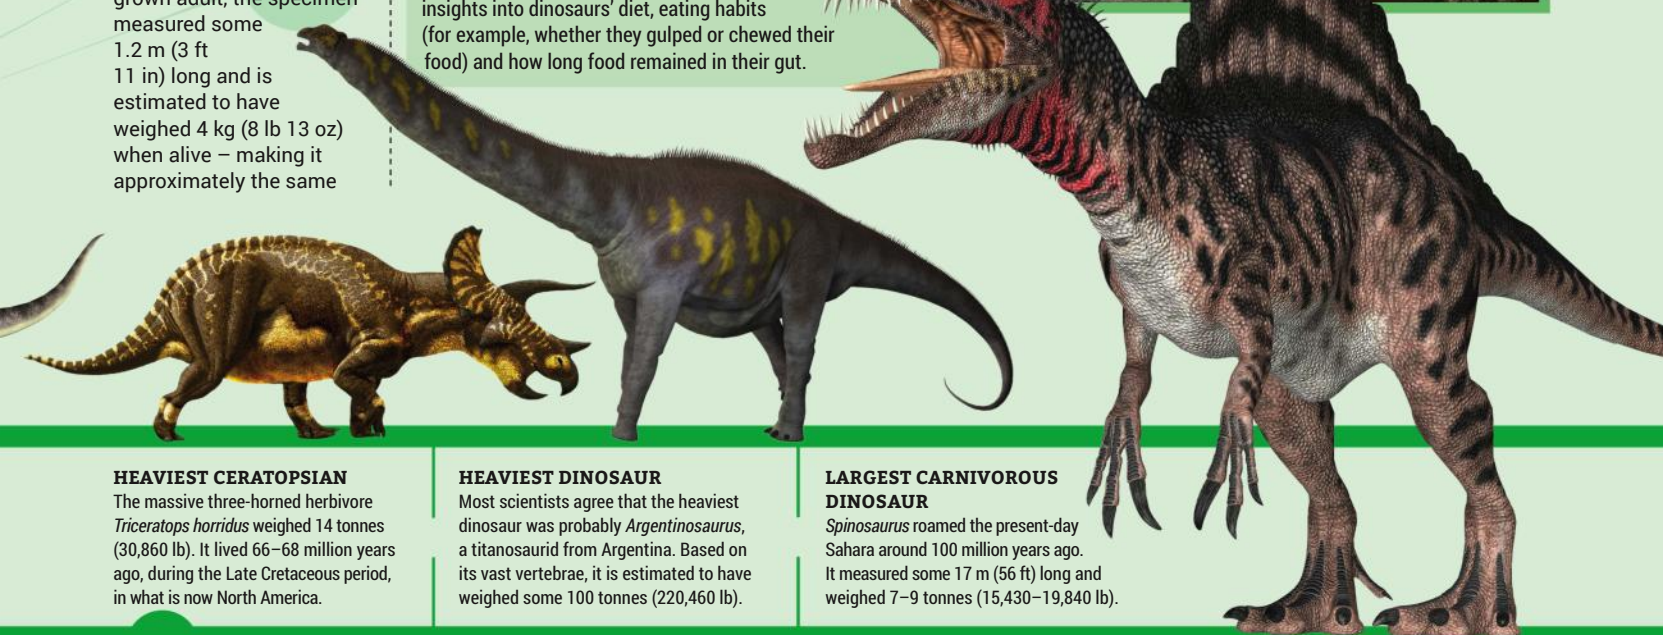 grown adult, the specimen
measured some
1.2 m (3 ft
11 in) long and is
estimated to have
weighed 4 kg (8 lb 13 oz)
when alive – making it
approximately the same
insights into dinosaurs’ diet, eating habits
(for example, whether they gulped or chewed their
food) and how long food remained in their gut.
HEAVIEST CERATOPSIAN
The massive three-horned herbivore
Triceratops horridus weighed 14 tonnes
(30,860 lb). It lived 66–68 million years
ago, during the Late Cretaceous period,
in what is now North America.
HEAVIEST DINOSAUR
Most scientists agree that the heaviest
dinosaur was probably Argentinosaurus,
a titanosaurid from Argentina. Based on
its vast vertebrae, it is estimated to have
weighed some 100 tonnes (220,460 lb).
LARGEST CARNIVOROUS
DINOSAUR
Spinosaurus roamed the present-day
Sahara around 100 million years ago.
It measured some 17 m (56 ft) long and
weighed 7–9 tonnes (15,430–19,840 lb).